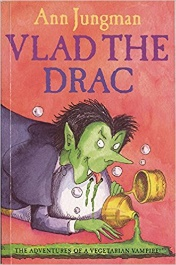 Ann Jungman
VLAD THE
DRAC
THE ADVENTURES OF A VEGETARIAN VAMPIRE